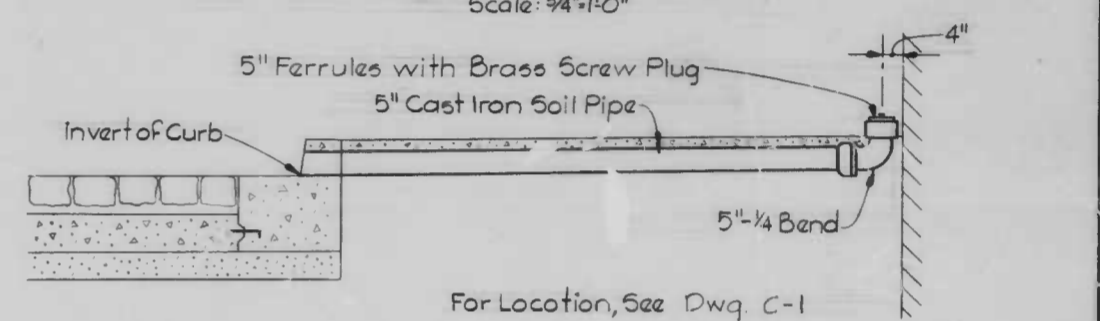 Scale: 3/4"=1'-0"
4"
5" Ferrules with Brass Screw Plug
5" Cast Iron Soil Pipe
Invert of Curb
5"-1/4 Bend
For Location, See Dwg. C-1